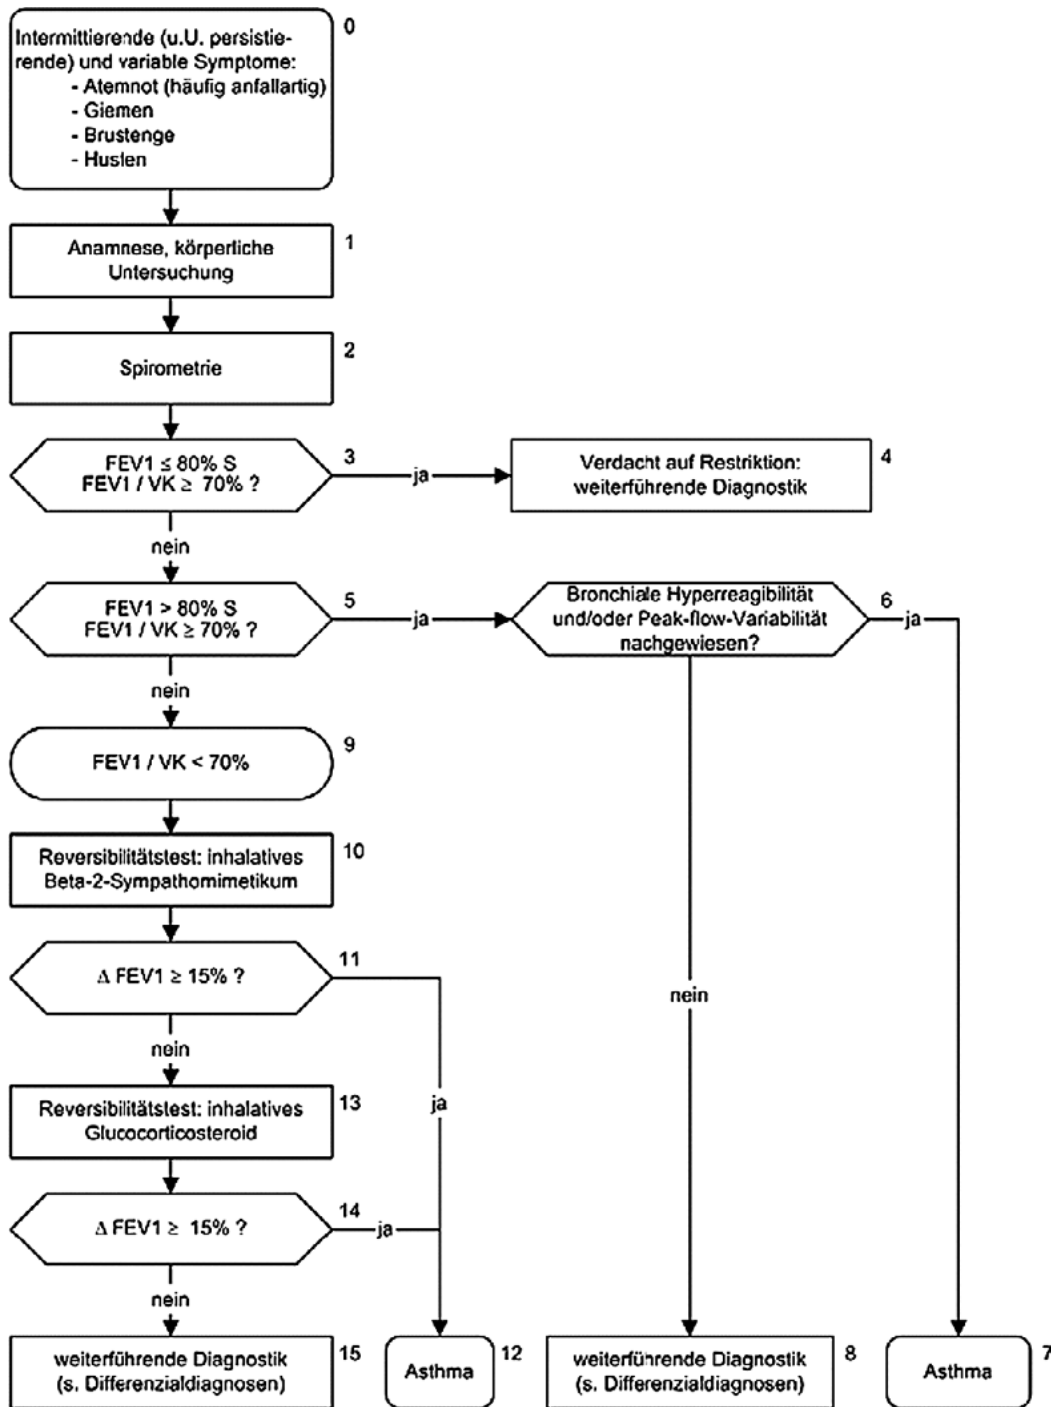 0
Intermittierende (u.U. persistie-
rende) und variable Symptome:
- Atemnot (häufig anfallartig)
- Giemen
- Brustenge
- Husten
1
Anamnese, körperliche
Untersuchung
2
Spirometrie
FEV1 ≤ 80% S
FEV1 / VK ≥ 70% ?
3
ja
Verdacht auf Restriktion:
weiterführende Diagnostik
4
nein
FEV1 > 80% S
FEV1 / VK ≥ 70% ?
5
ja
Bronchiale Hyperreagibilität
und/oder Peak-flow-Variabilität
nachgewiesen?
6
ja
nein
9
FEV1 / VK < 70%
Reversibilitätstest: inhalatives
Beta-2-Sympathomimetikum
10
Δ FEV1 ≥ 15% ?
11
nein
nein
ja
Reversibilitätstest: inhalatives
Glucocorticosteroid
13
Δ FEV1 ≥ 15% ?
14
ja
nein
weiterführende Diagnostik
(s. Differenzialdiagnosen)
15
Asthma
12
weiterführende Diagnostik
(s. Differenzialdiagnosen)
8
Asthma
7